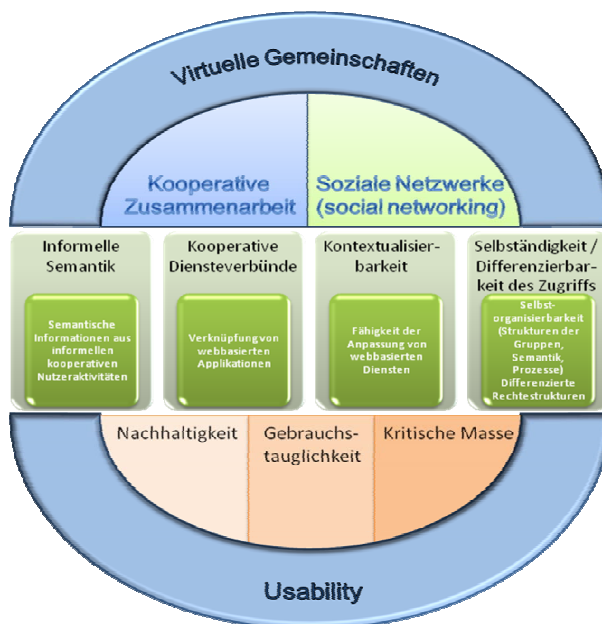 Virtuelle Gemeinschaften
Kooperative
Zusammenarbeit
Soziale Netzwerke
(social networking)
Informelle
Semantik
Semantische
Informationen aus
informellen
kooperativen
Nutzeraktivitäten
Kooperative
Diensteverbünde
Verknüpfung von
webbasierten
Applikationen
Kontextualisier-
barkeit
Fähigkeit der
Anpassung von
webbasierten
Diensten
Selbständigkeit /
Differenzierbar-
keit des Zugriffs
Selbst-
organisierbarkeit
(Strukturen der
Gruppen,
Semantik,
Prozesse)
Differenzierte
Rechtestrukturen
Nachhaltigkeit
Gebrauchs-
tauglichkeit
Kritische Masse
Usability